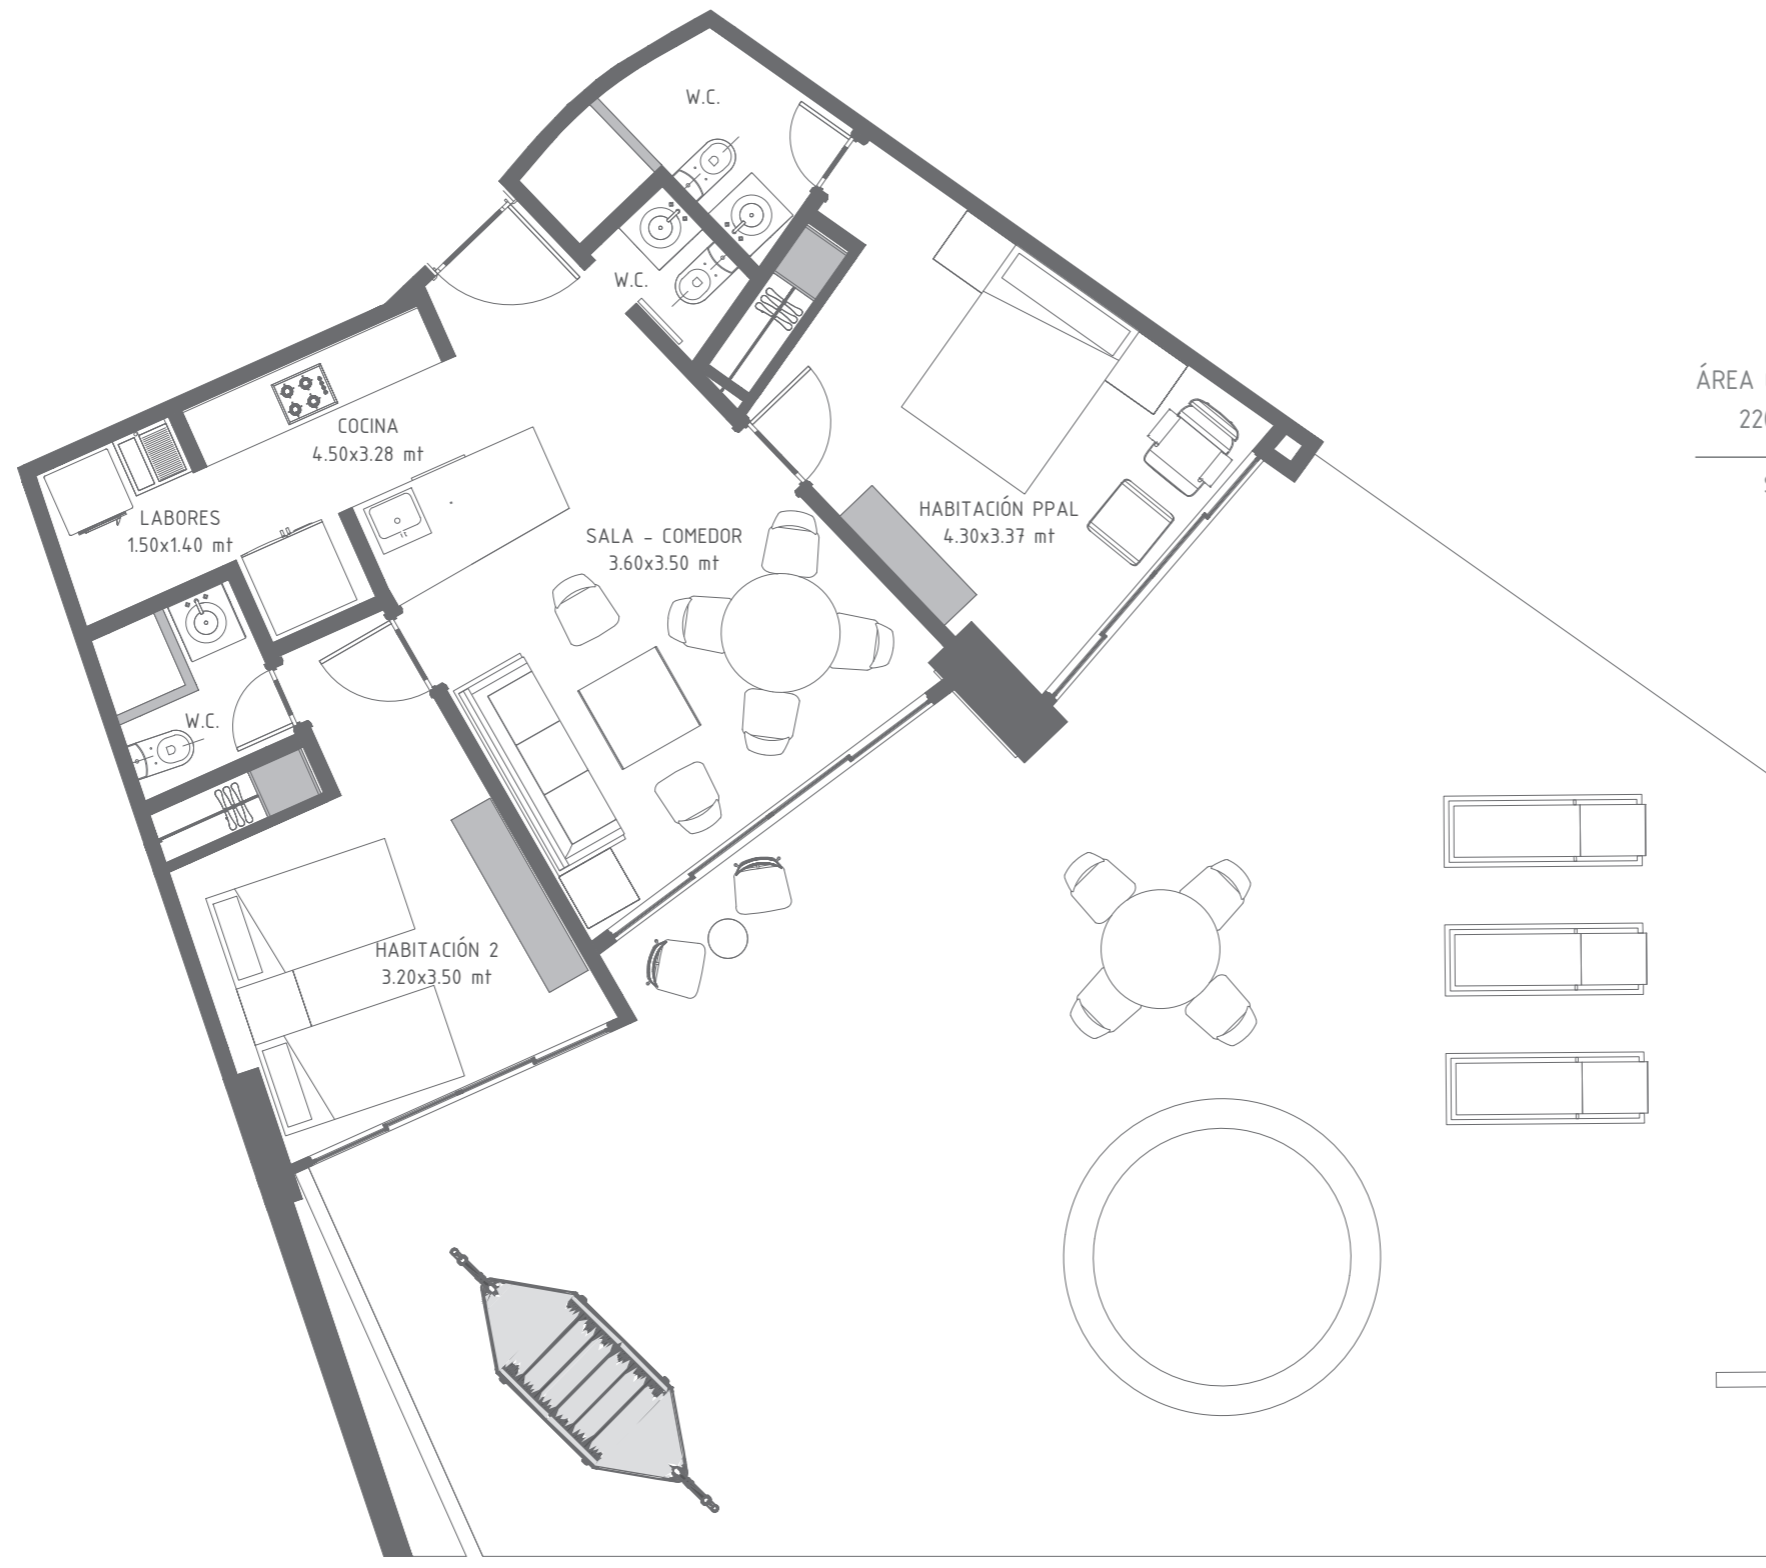 W.C.
W.C.
COCINA
4.50x3.28 mt
LABORES
1.50x1.40 mt
SALA - COMEDOR
3.60x3.50 mt
HABITACIÓN PPAL
4.30x3.37 mt
W.C.
HABITACIÓN 2
3.20x3.50 mt
ÁREA